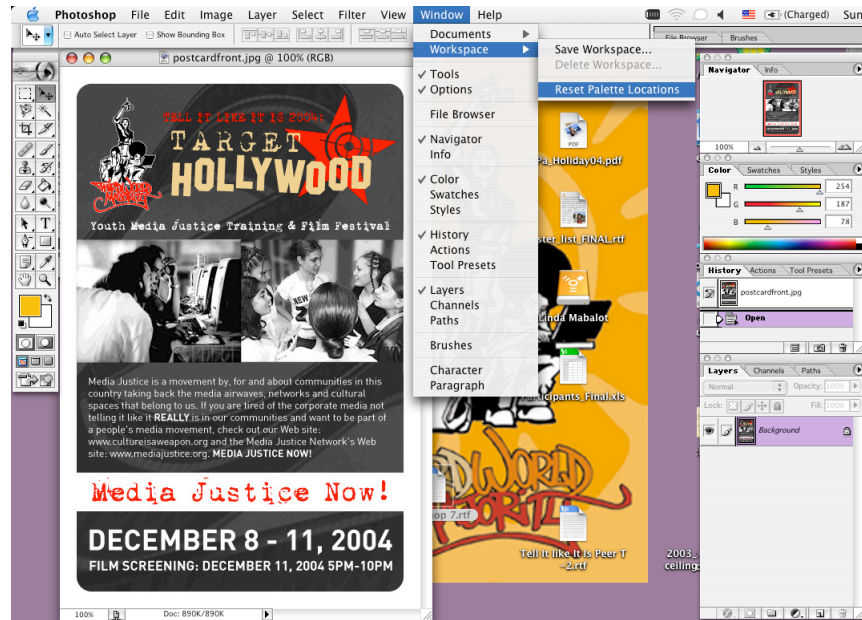 Photoshop File Edit Image Layer Select Filter View Window Help (Charged) Sun
Auto Select Layer Show Bounding Box
File Browser Brushes
postcardfront.jpg @ 100% (RGB)
Documents
Workspace
Tools
Options
File Browser
Navigator
Info
Color
Swatches
Styles
History
Actions
Tool Presets
Layers
Channels
Paths
Brushes
Character
Paragraph
Save Workspace...
Delete Workspace...
Reset Palette Locations
TELL IT LIKE IT IS 2004:
TARGET
HOLLYWOOD
Youth Media Justice Training & Film Festival
NEW
Media Justice is a movement by, for and about communities in this
country taking back the media airwaves, networks and cultural
spaces that belong to us. If you are tired of the corporate media not
telling it like it REALLY is in our communities and want to be part of
a people's media movement, check out our Web site:
www.cultureisaweapon.org and the Media Justice Network's Web
site: www.mediajustice.org. MEDIA JUSTICE NOW!
Media Justice Now!
DECEMBER 8 - 11, 2004
FILM SCREENING: DECEMBER 11, 2004 5PM-10PM
100% Doc: 890K/890K
PDF
Pa_Holiday04.pdf
ster_list_FINAL.rtf
Linda Mabalot
Participants_Final.xls
op 7.rtf
Tell It like It Is Peer T
-2.rtf
2003_
ceiling
Navigator Info
100%
Color Swatches Styles
R 254
G 187
B 78
History Actions Tool Presets
postcardfront.jpg
Open
Layers Channels Paths
Normal Opacity: 100%
Lock: Fill: 100%
Background